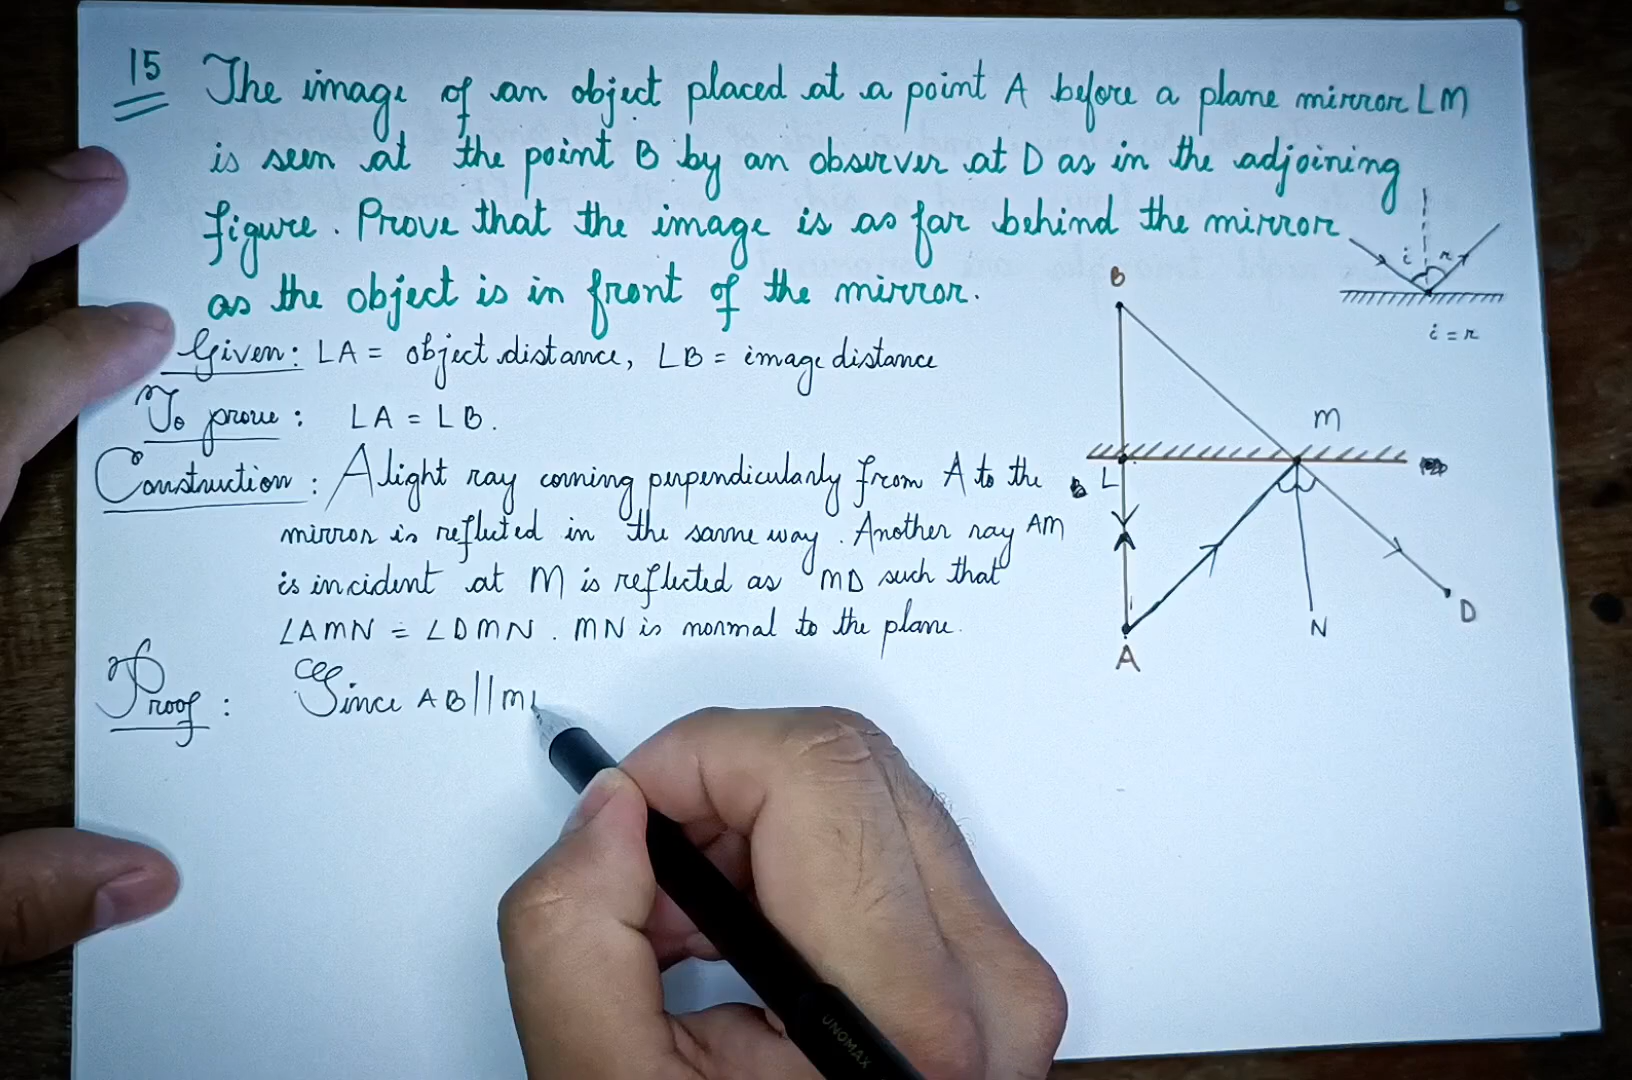 15 The image of an object placed at a point A before a plane mirror LM
is seen at the point B by an observer at D as in the adjoining
figure. Prove that the image is as far behind the mirror
as the object is in front of the mirror.
i r
i = r
Given: LA = object distance, LB = image distance
To prove: LA = LB.
Construction: A light ray coming perpendicularly from A to the
mirror is reflected in the same way. Another ray AM
is incident at M is reflected as MD such that
∠AMN = ∠DMN. MN is normal to the plane.
Proof: Since AB||M
B
M
L
N
D
A
UNOMAX